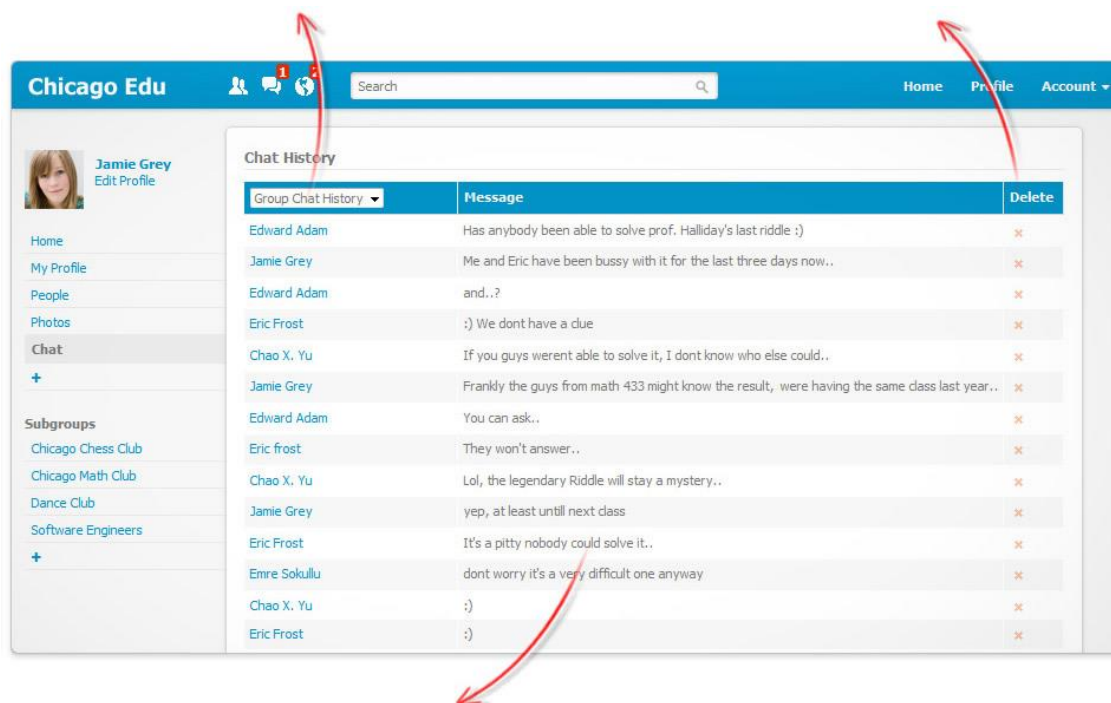 Chicago Edu
1
2
Search
Home Profile Account
Jamie Grey
Edit Profile
Home
My Profile
People
Photos
Chat
+
Subgroups
Chicago Chess Club
Chicago Math Club
Dance Club
Software Engineers
+
Chat History
Group Chat History Message Delete
Edward Adam Has anybody been able to solve prof. Halliday's last riddle :)
Jamie Grey Me and Eric have been bussy with it for the last three days now..
Edward Adam and..?
Eric Frost :) We dont have a clue
Chao X. Yu If you guys werent able to solve it, I dont know who else could..
Jamie Grey Frankly the guys from math 433 might know the result, were having the same class last year..
Edward Adam You can ask..
Eric frost They won't answer..
Chao X. Yu Lol, the legendary Riddle will stay a mystery..
Jamie Grey yep, at least untill next class
Eric Frost It's a pitty nobody could solve it..
Emre Sokullu dont worry it's a very difficult one anyway
Chao X. Yu :)
Eric Frost :)